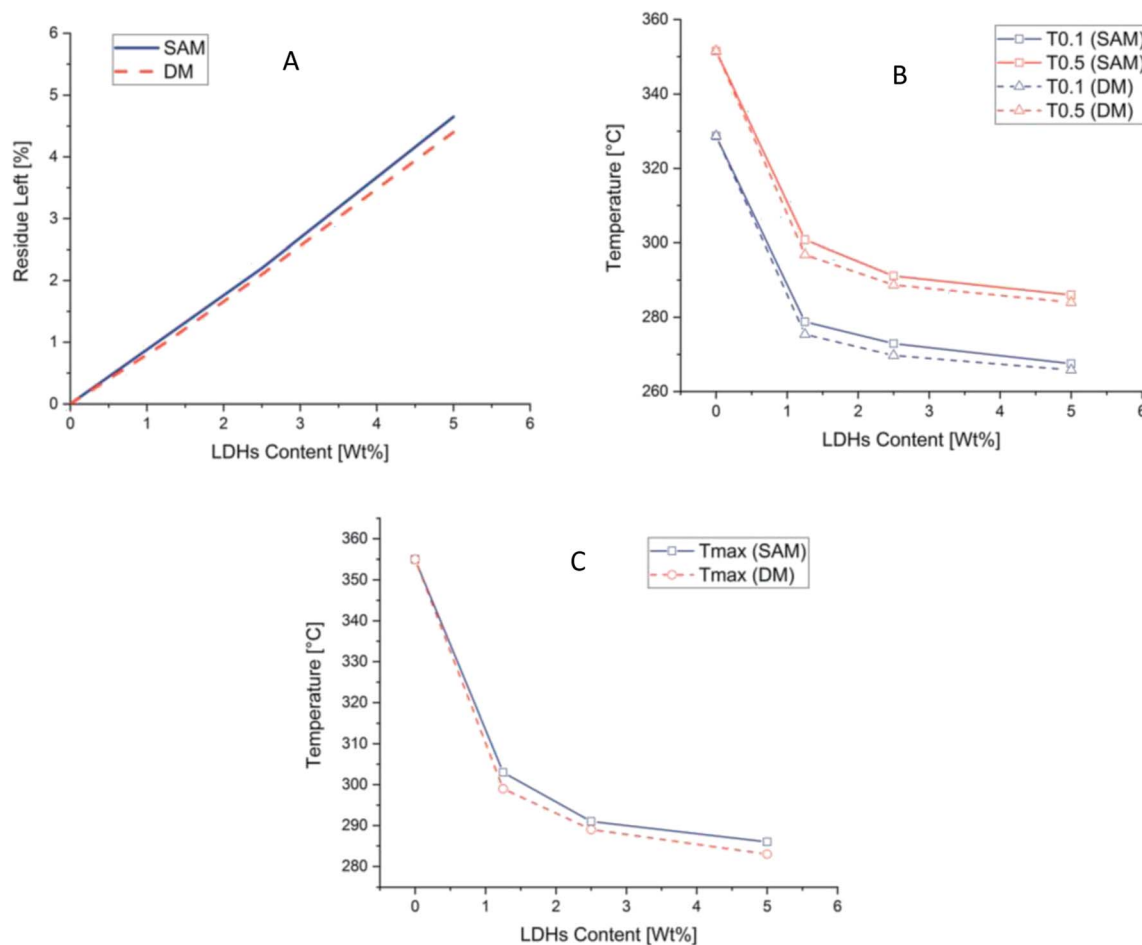 A
SAM
DM
6
5
4
3
2
1
0
Residue Left [%]
0 1 2 3 4 5 6
LDHs Content [Wt%]
B
T0.1 (SAM)
T0.5 (SAM)
T0.1 (DM)
T0.5 (DM)
360
340
320
300
280
260
Temperature [°C]
0 1 2 3 4 5 6
LDHs Content [Wt%]
C
Tmax (SAM)
Tmax (DM)
360
350
340
330
320
310
300
290
280
Temperature [°C]
0 1 2 3 4 5 6
LDHs Content [Wt%]